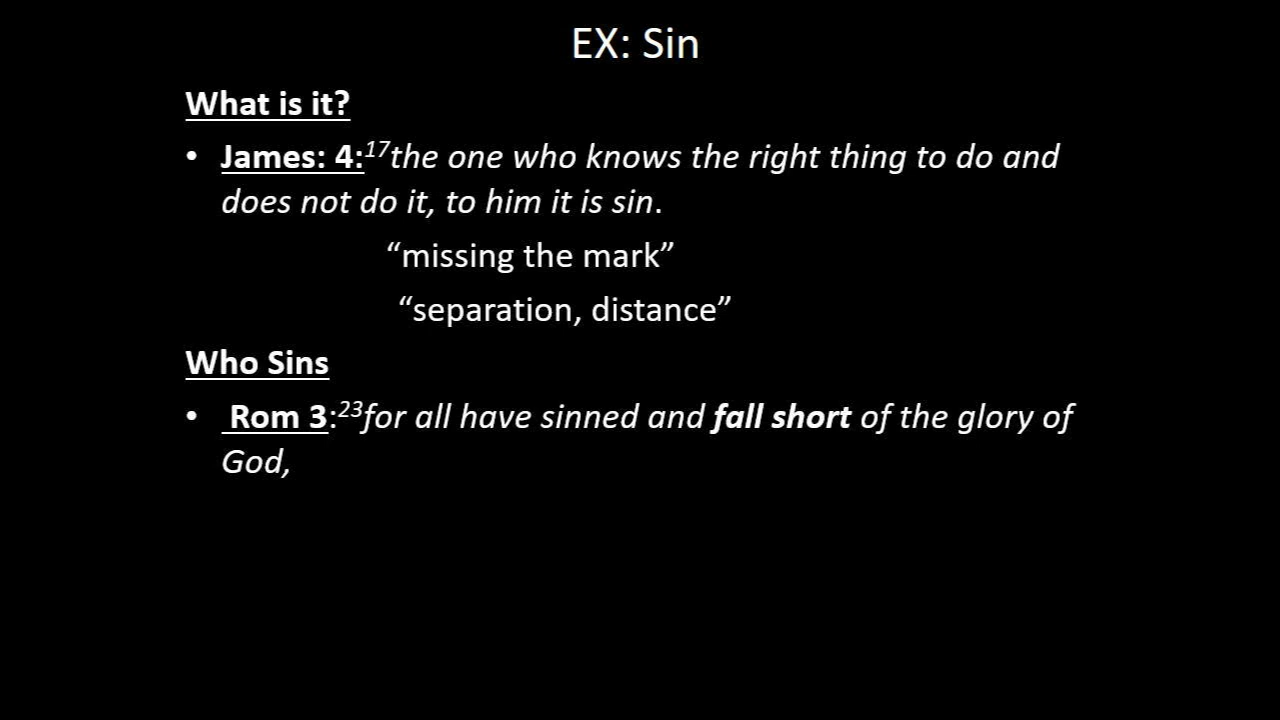 EX: Sin
What is it?
• James: 4:17the one who knows the right thing to do and
does not do it, to him it is sin.
“missing the mark”
“separation, distance”
Who Sins
• Rom 3:23for all have sinned and fall short of the glory of
God,